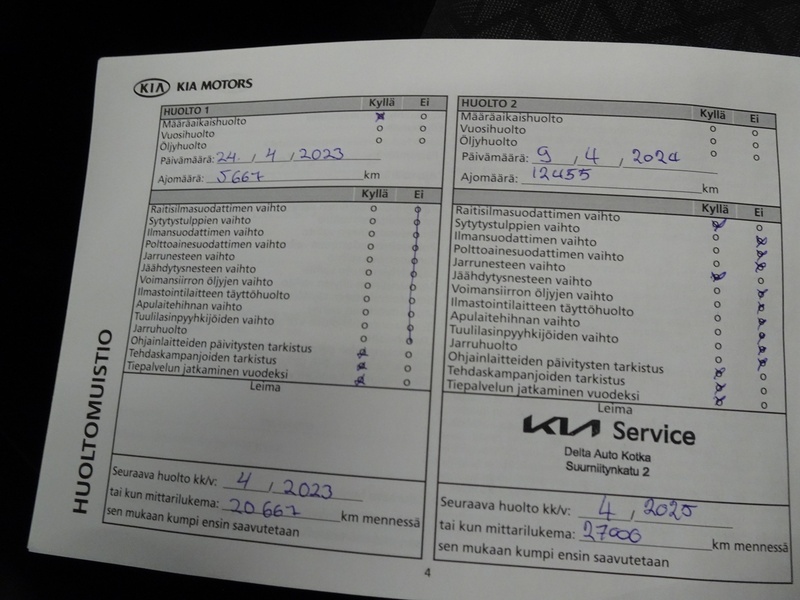 KIA KIA MOTORS
HUOLTO 1 Kyllä Ei
Määräaikaishuolto
Vuosihuolto
Öljyhuolto
Päivämäärä: 24. , 4 , 2023
Ajomäärä: 5667 km
Kyllä Ei
Raitisilmasuodattimen vaihto
Sytytystulppien vaihto
Ilmansuodattimen vaihto
Polttoainesuodattimen vaihto
Jarrunesteen vaihto
Jäähdytysnesteen vaihto
Voimansiirron öljyjen vaihto
Ilmastointilaitteen täyttöhuolto
Apulaitehihnan vaihto
Tuulilasinpyyhkijöiden vaihto
Jarruhuolto
Ohjainlaitteiden päivitysten tarkistus
Tehdaskampanjoiden tarkistus
Tiepalvelun jatkaminen vuodeksi
Leima
Seuraava huolto kk/v: 4 , 2023
tai kun mittarilukema: 20 667 km mennessä
sen mukaan kumpi ensin saavutetaan
HUOLTO 2 Kyllä Ei
Määräaikaishuolto
Vuosihuolto
Öljyhuolto
Päivämäärä: 9 , 4 , 2024
Ajomäärä: 12455 km
Kyllä Ei
Raitisilmasuodattimen vaihto
Sytytystulppien vaihto
Ilmansuodattimen vaihto
Polttoainesuodattimen vaihto
Jarrunesteen vaihto
Jäähdytysnesteen vaihto
Voimansiirron öljyjen vaihto
Ilmastointilaitteen täyttöhuolto
Apulaitehihnan vaihto
Tuulilasinpyyhkijöiden vaihto
Jarruhuolto
Ohjainlaitteiden päivitysten tarkistus
Tehdaskampanjoiden tarkistus
Tiepalvelun jatkaminen vuodeksi
Leima
KIA Service
Delta Auto Kotka
Suurniitynkatu 2
Seuraava huolto kk/v: 4 , 2025
tai kun mittarilukema: 27000 km mennessä
sen mukaan kumpi ensin saavutetaan
HUOLTOMUISTIO
4